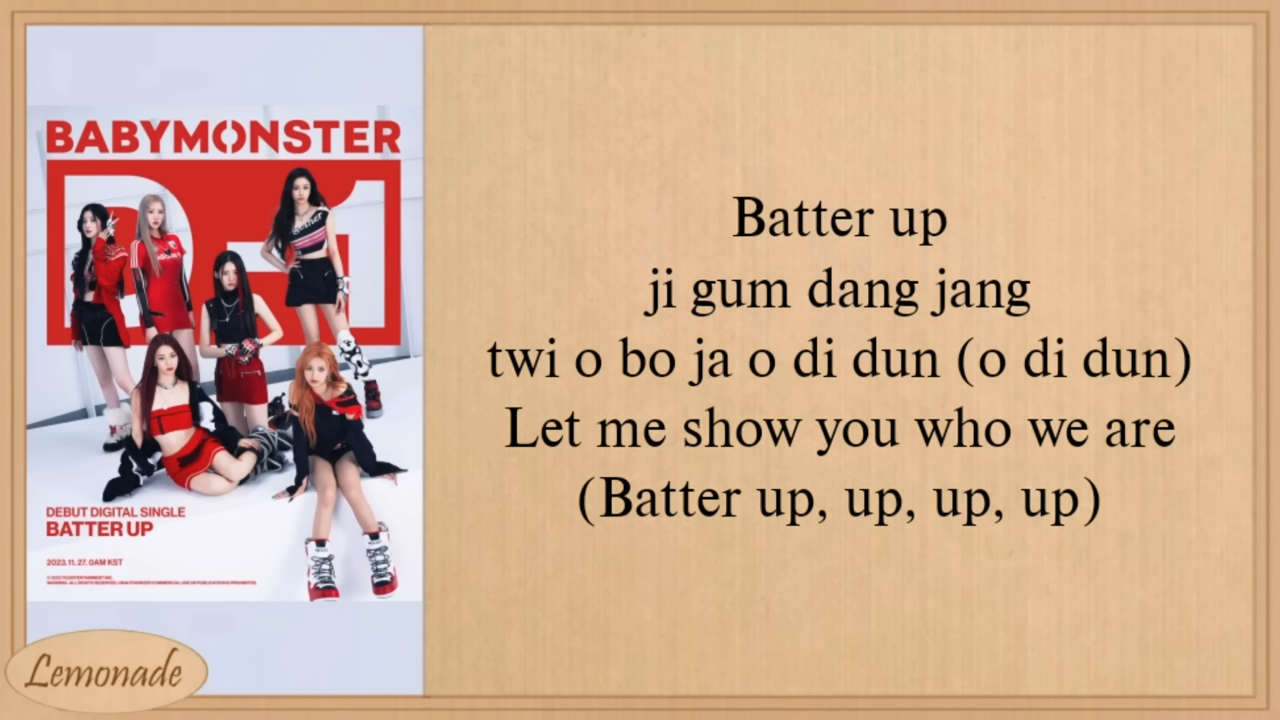 BABYMONSTER
D-1
DEBUT DIGITAL SINGLE
BATTER UP
2023.11.27. 0AM KST
Lemonade
Batter up
ji gum dang jang
twi o bo ja o di dun (o di dun)
Let me show you who we are
(Batter up, up, up, up)